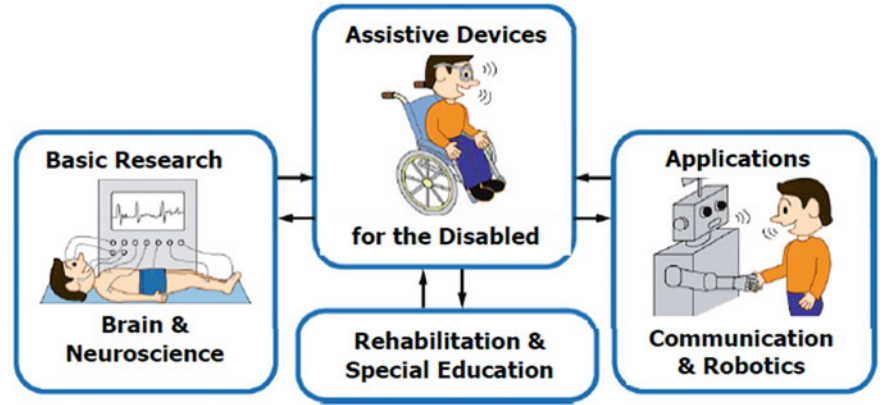 Assistive Devices
for the Disabled
Basic Research
Brain &
Neuroscience
Rehabilitation &
Special Education
Applications
Communication
& Robotics